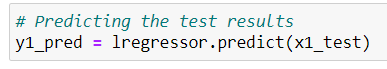 # Predicting the test results
y1_pred = lregressor.predict(x1_test)